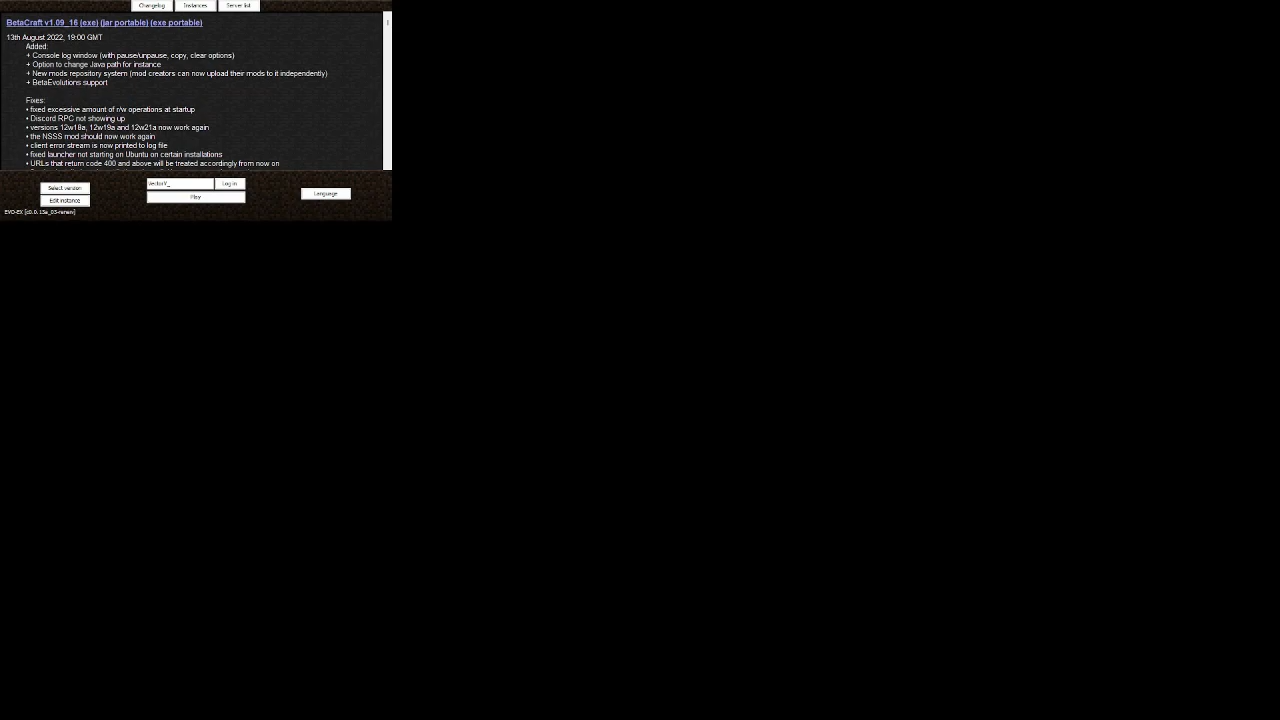 Changelog Instances Server list
BetaCraft v1.09_16 (exe) (jar portable) (exe portable)
13th August 2022, 19:00 GMT
Added:
+ Console log window (with pause/unpause, copy, clear options)
+ Option to change Java path for instance
+ New mods repository system (mod creators can now upload their mods to it independently)
+ BetaEvolutions support
Fixes:
• fixed excessive amount of r/w operations at startup
• Discord RPC not showing up
• versions 12w18a, 12w19a and 12w21a now work again
• the NSSS mod should now work again
• client error stream is now printed to log file
• fixed launcher not starting on Ubuntu on certain installations
• URLs that return code 400 and above will be treated accordingly from now on
Select version
Edit instance
VectorV_ Log in
Play
Language